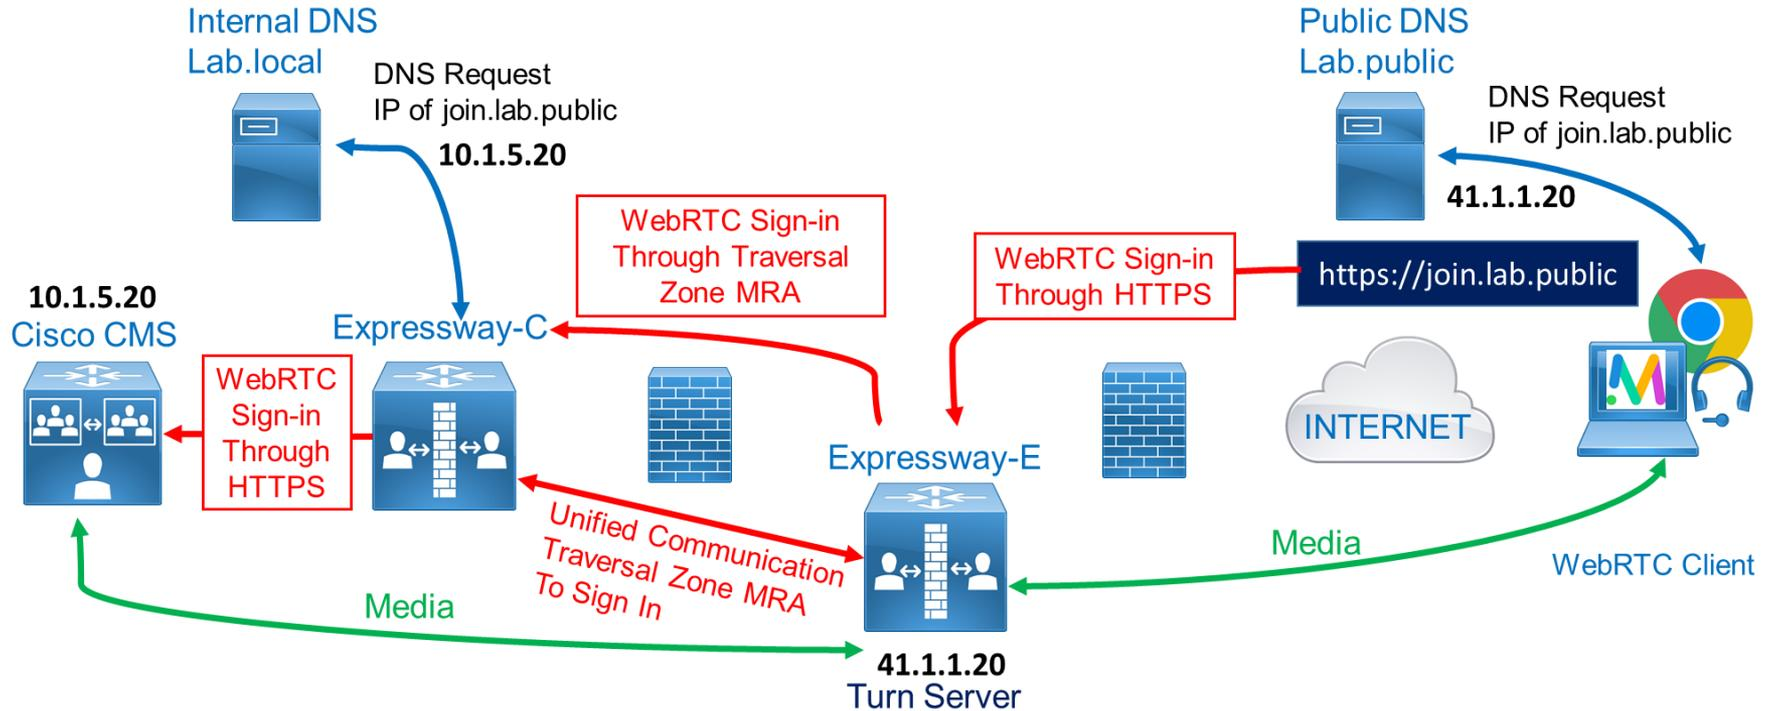 Internal DNS
Lab.local
DNS Request
IP of join.lab.public
10.1.5.20
Public DNS
Lab.public
DNS Request
IP of join.lab.public
41.1.1.20
WebRTC Sign-in
Through Traversal
Zone MRA
WebRTC Sign-in
Through HTTPS
https://join.lab.public
10.1.5.20
Cisco CMS
Expressway-C
WebRTC
Sign-in
Through
HTTPS
INTERNET
Expressway-E
Unified Communication
Traversal Zone MRA
To Sign In
Media
Media
WebRTC Client
41.1.1.20
Turn Server